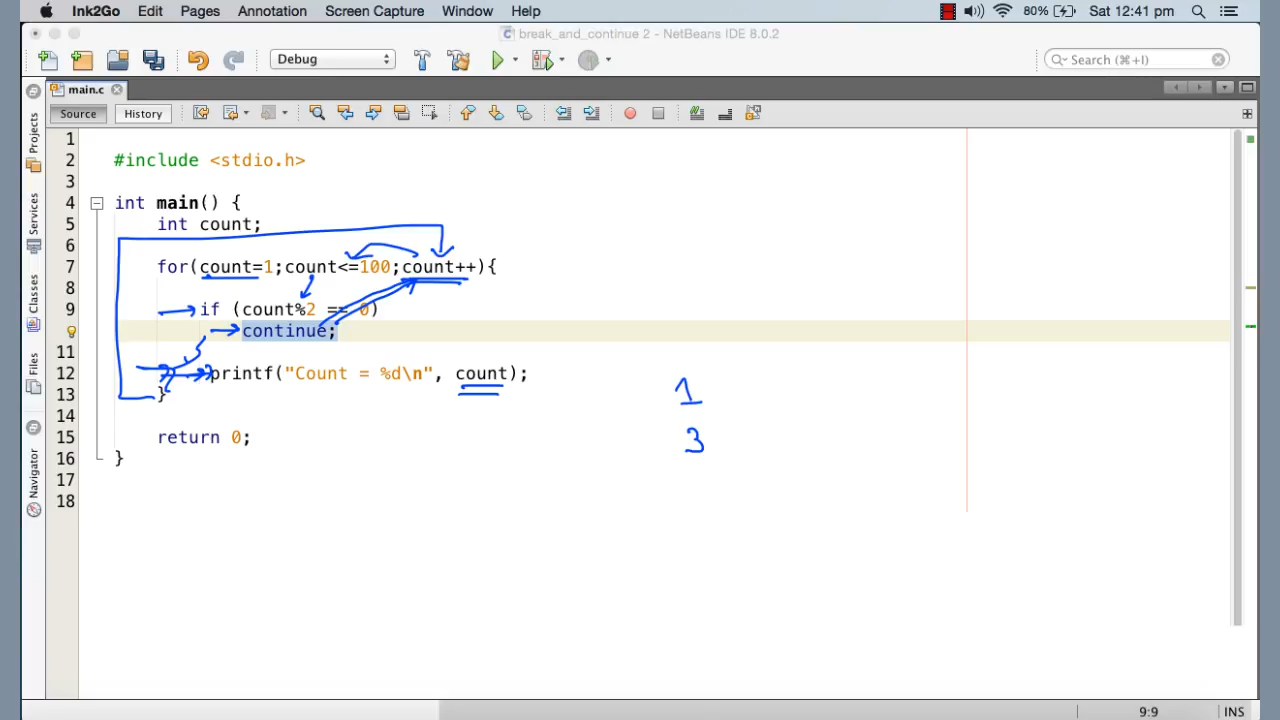 Ink2Go Edit Pages Annotation Screen Capture Window Help 80% Sat 12:41 pm
break_and_continue 2 - NetBeans IDE 8.0.2
Debug Search (⌘+I)
main.c
Source History
Projects
Services
Classes
Files
Navigator
1
2 #include <stdio.h>
3
4 int main() {
5 int count;
6
7 for(count=1;count<=100;count++){
8
9 if (count%2 == 0)
continue;
11
12 printf("Count = %d\n", count);
13 }
14
15 return 0;
16 }
17
18
1
3
9:9 INS